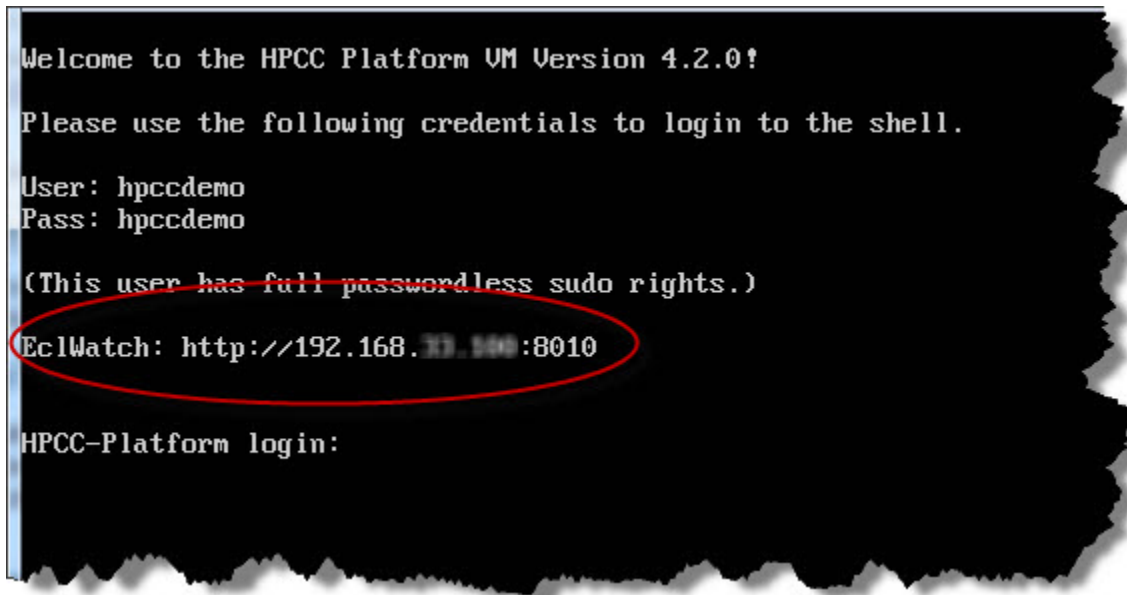 Welcome to the HPCC Platform VM Version 4.2.0!
Please use the following credentials to login to the shell.
User: hpccdemo
Pass: hpccdemo
(This user has full passwordless sudo rights.)
EclWatch: http://192.168. :8010
HPCC-Platform login: